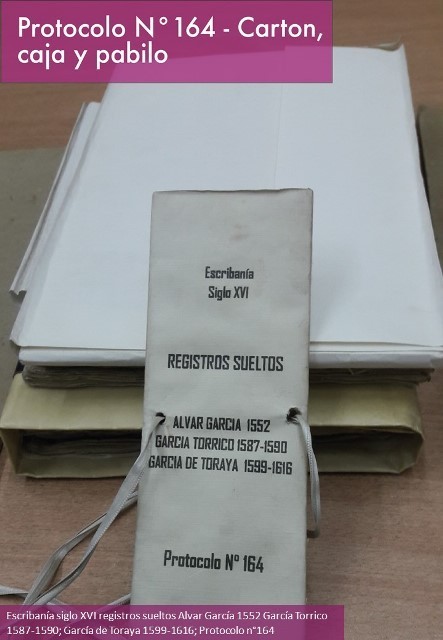 Protocolo N° 164 - Carton,
caja y pabilo
Escribanía
Siglo XVI
REGISTROS SUELTOS
ALVAR GARCIA 1552
GARCIA TORRICO 1587-1590
GARCIA DE TORAYA 1599-1616
Protocolo N° 164
Escribanía siglo XVI registros sueltos Alvar García 1552 García Torrico
1587-1590; García de Toraya 1599-1616; Protocolo n°164